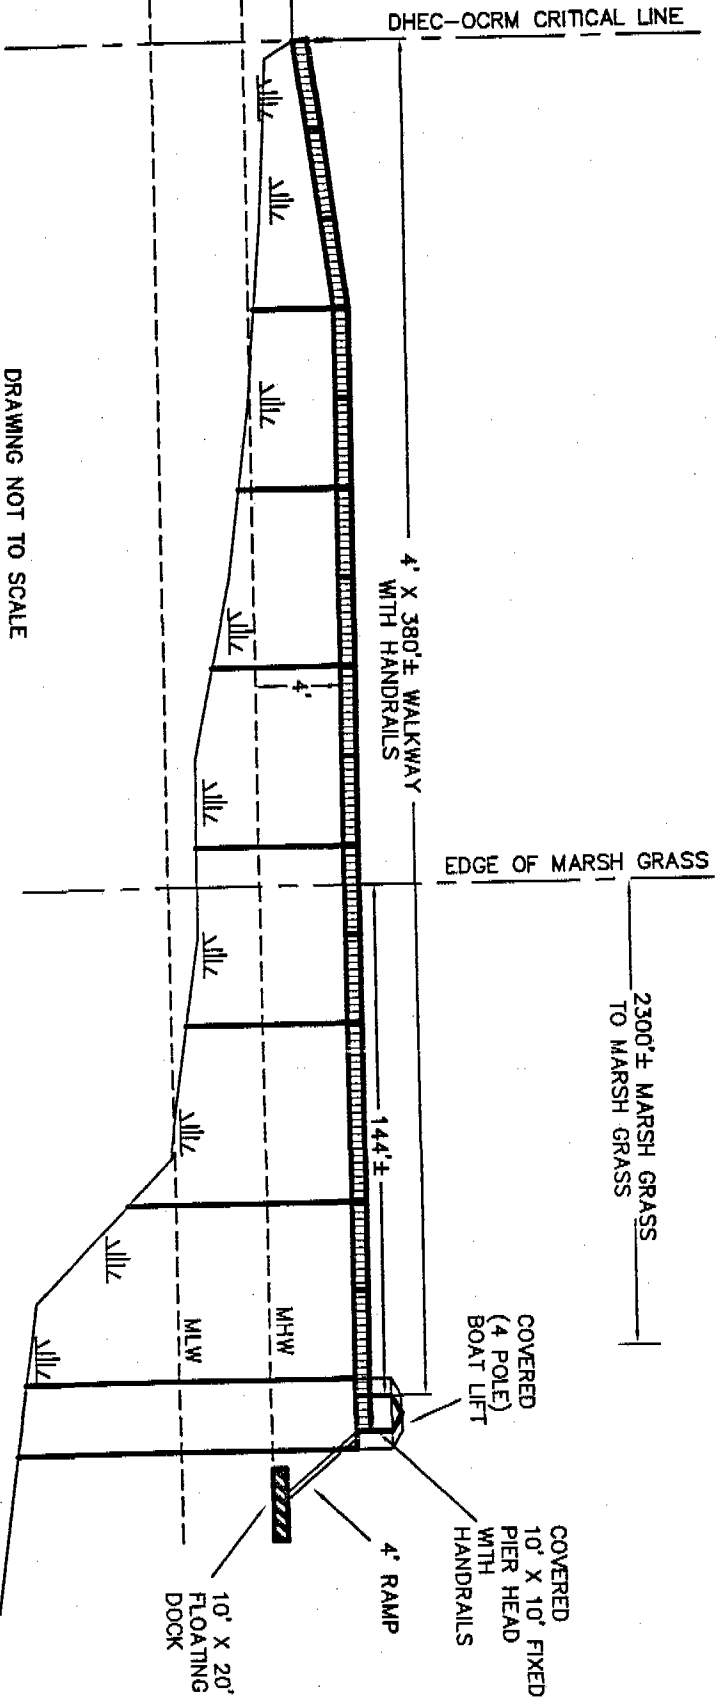 DHEC-OCRM CRITICAL LINE
4' X 380'± WALKWAY
WITH HANDRAILS
4'
DRAWING NOT TO SCALE
EDGE OF MARSH GRASS
2300'± MARSH GRASS
TO MARSH GRASS
144'±
MHW
MLW
COVERED
(4 POLE)
BOAT LIFT
COVERED
10' X 10' FIXED
PIER HEAD
WITH
HANDRAILS
4' RAMP
10' X 20'
FLOATING
DOCK